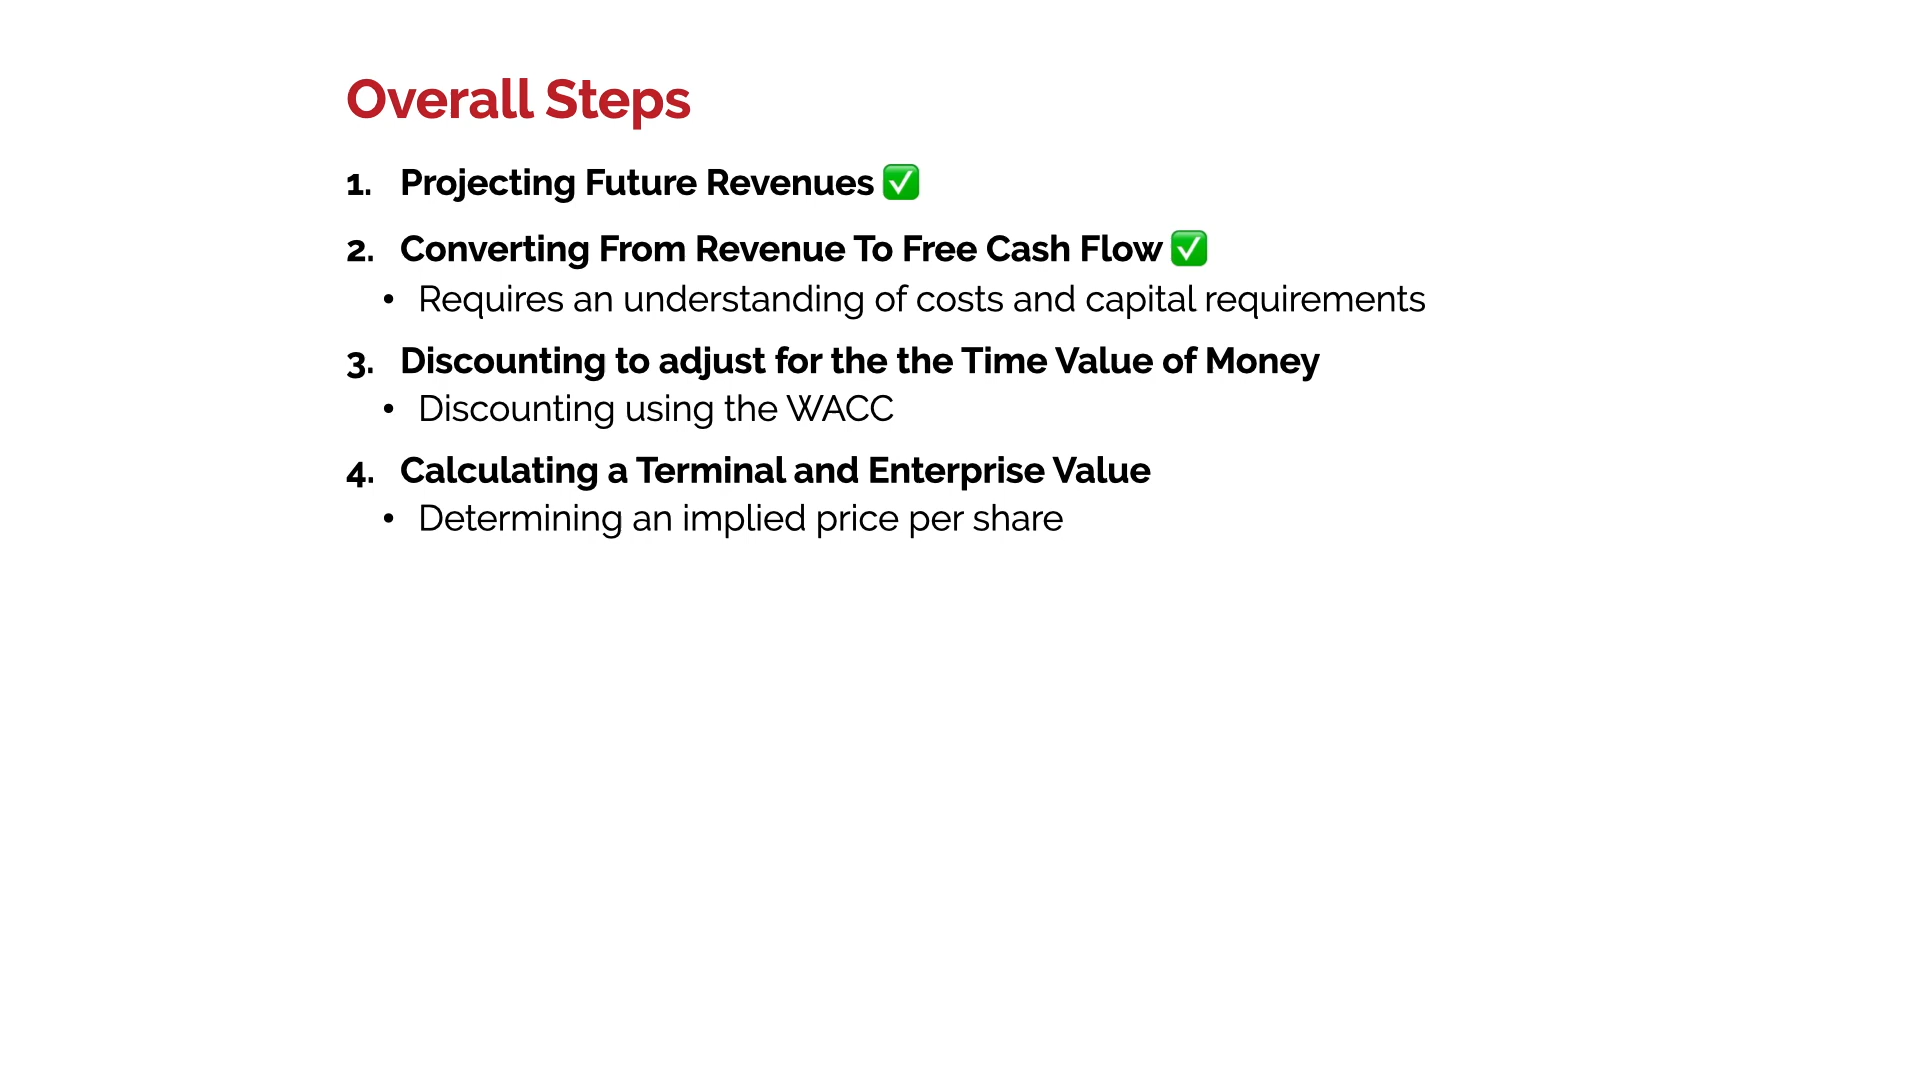 Overall Steps
1. Projecting Future Revenues ✅
2. Converting From Revenue To Free Cash Flow ✅
• Requires an understanding of costs and capital requirements
3. Discounting to adjust for the the Time Value of Money
• Discounting using the WACC
4. Calculating a Terminal and Enterprise Value
• Determining an implied price per share